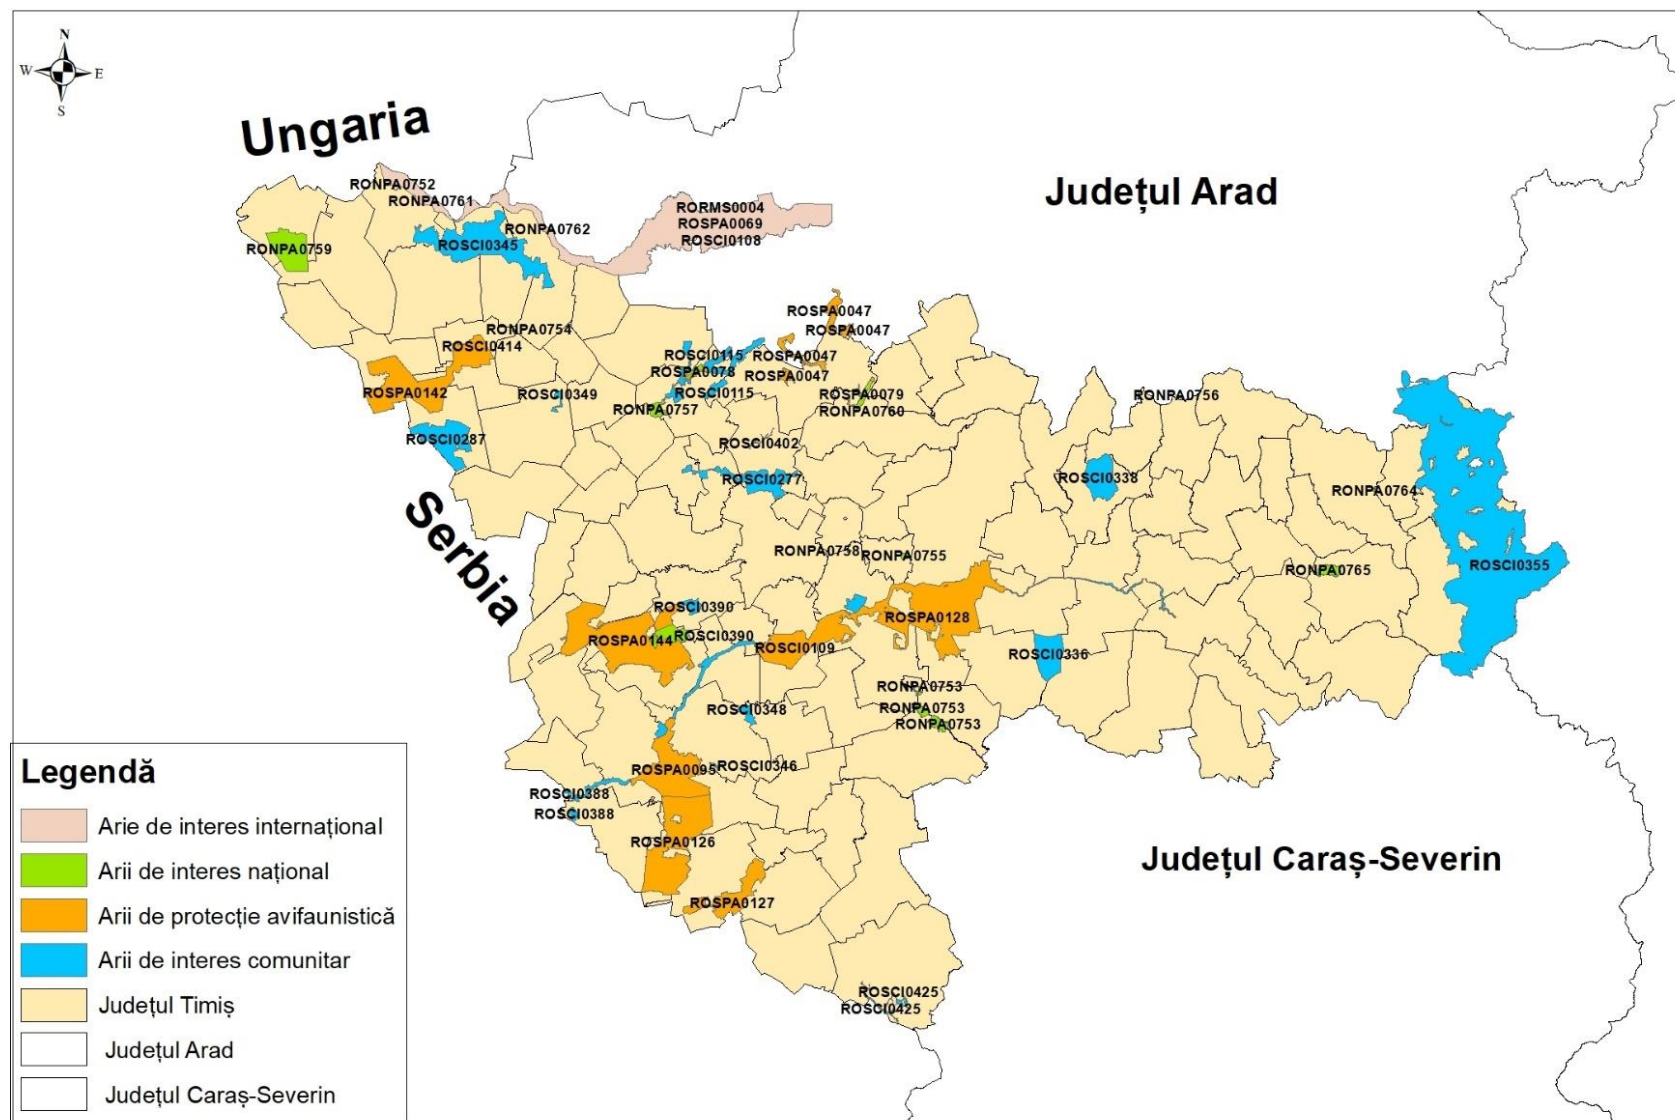 N
W
E
S
Ungaria
Județul Arad
Serbia
Județul Caraș-Severin
RONPA0752
RONPA0761
RONPA0762
RORMS0004
ROSPA0069
ROSCI0108
RONPA0759
ROSCI0345
ROSPA0047
ROSPA0047
RONPA0754
ROSCI0414
ROSCI0115
ROSPA0047
ROSPA0078
ROSPA0047
ROSPA0142
ROSCI0349
ROSCI0115
ROSPA0079
RONPA0756
RONPA0757
RONPA0760
ROSCI0287
ROSCI0402
ROSCI0277
ROSCI0338
RONPA0764
RONPA0758
RONPA0755
ROSCI0355
RONPA0765
ROSCI0390
ROSPA0128
ROSPA0144
ROSCI0390
ROSCI0109
ROSCI0336
RONPA0753
RONPA0753
RONPA0753
ROSCI0348
ROSPA0095
ROSCI0346
ROSCI0388
ROSCI0388
ROSPA0126
ROSPA0127
ROSCI0425
ROSCI0425
Legendă
Arie de interes internațional
Arii de interes național
Arii de protecție avifaunistică
Arii de interes comunitar
Județul Timiș
Județul Arad
Județul Caraș-Severin